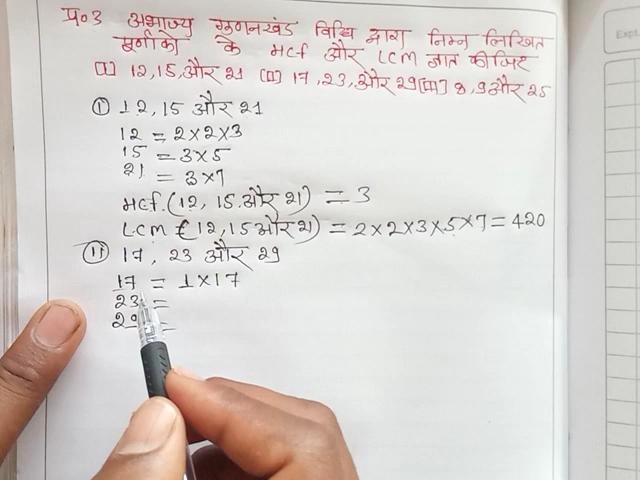 प्र०3 अभाज्य गुणनखंड विधि द्वारा निम्न लिखित
पूर्णांको के HCf और LCM ज्ञात कीजिए
(I) 12,15,और 21 (II) 17,23,और 29 (III) 8,9 और 25
(I) 12,15 और 21
12 = 2×2×3
15 = 3×5
21 = 3×7
HCf.(12, 15.और 21) = 3
LCM (12,15 और 21) = 2×2×3×5×7=420
(II) 17, 23 और 29
17 = 1×17
23 =
29 =